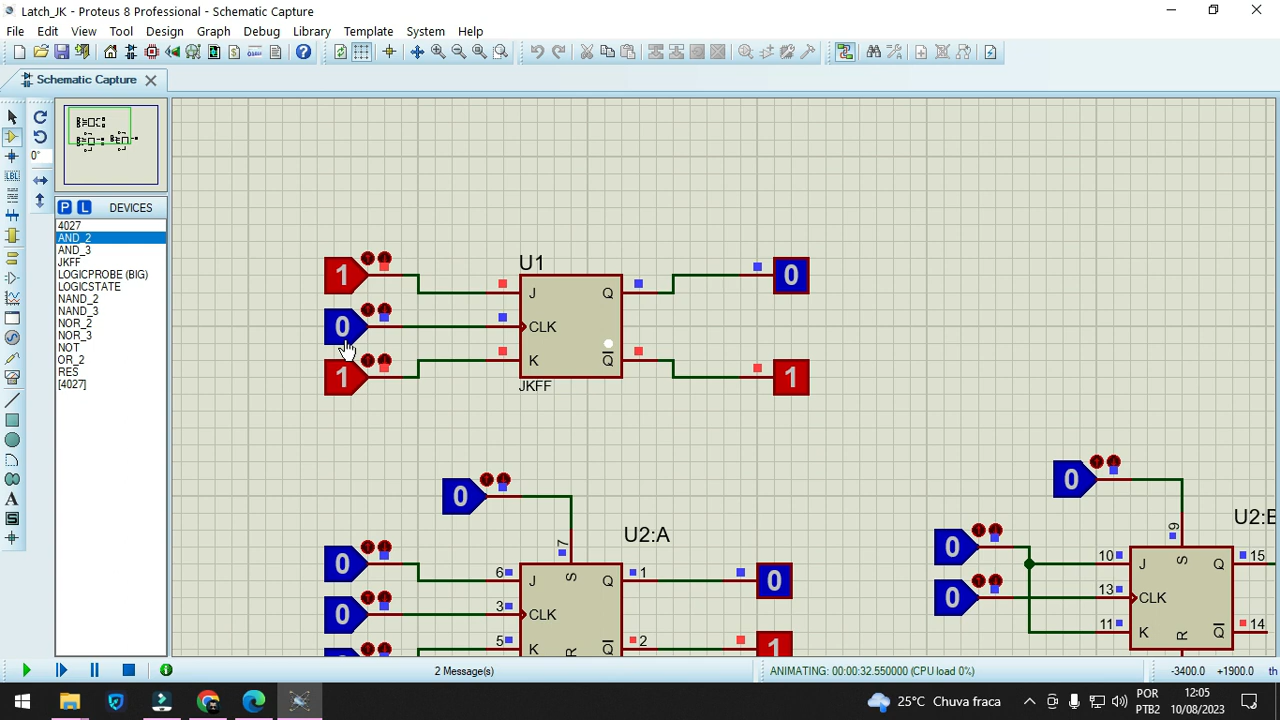 Latch_JK - Proteus 8 Professional - Schematic Capture
File Edit View Tool Design Graph Debug Library Template System Help
Schematic Capture
0°
LBL
P L DEVICES
4027
AND_2
AND_3
JKFF
LOGICPROBE (BIG)
LOGICSTATE
NAND_2
NAND_3
NOR_2
NOR_3
NOT
OR_2
RES
[4027]
A
S
U1
1 J Q 0
0 CLK
1 K Q 1
JKFF
0
0
U2:A
U2:B
7
9
0 6 J S Q 1 0
0 10 J S Q 15
0 3 CLK
0 13 CLK
5 K R Q 2 1
11 K R Q 14
2 Message(s)
ANIMATING: 00:00:32.550000 (CPU load 0%)
-3400.0 +1900.0 th
25°C Chuva fraca
POR
PTB2
12:05
10/08/2023